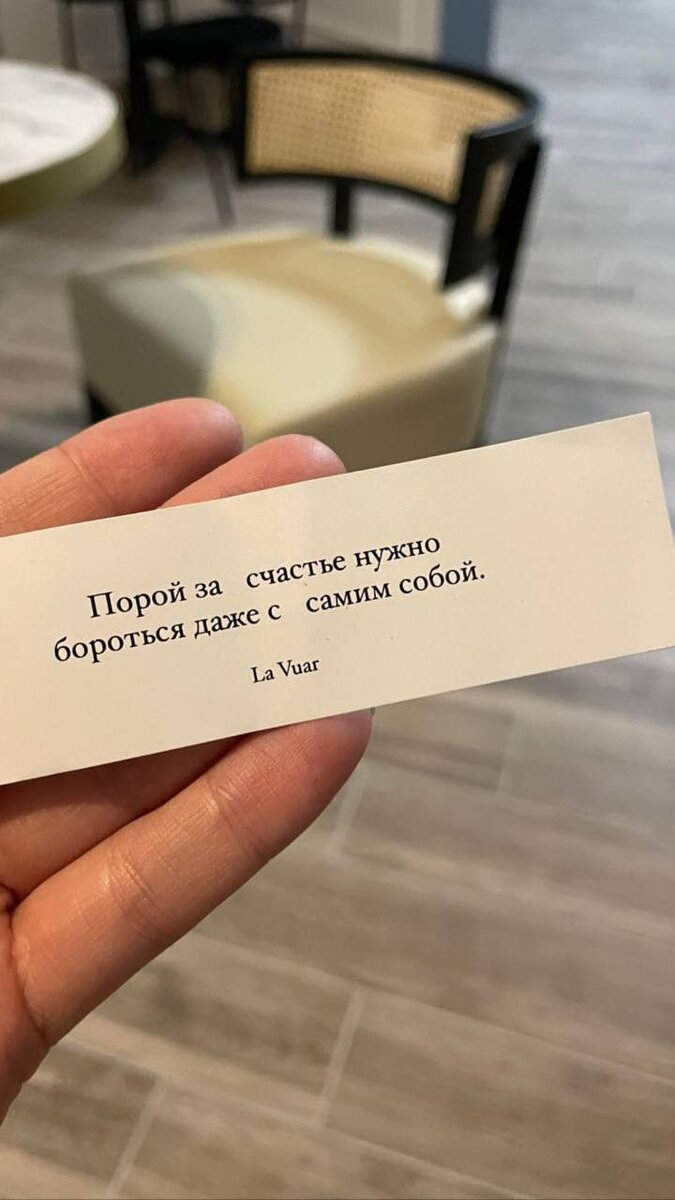 Порой за счастье нужно
бороться даже с самим собой.
La Vuar